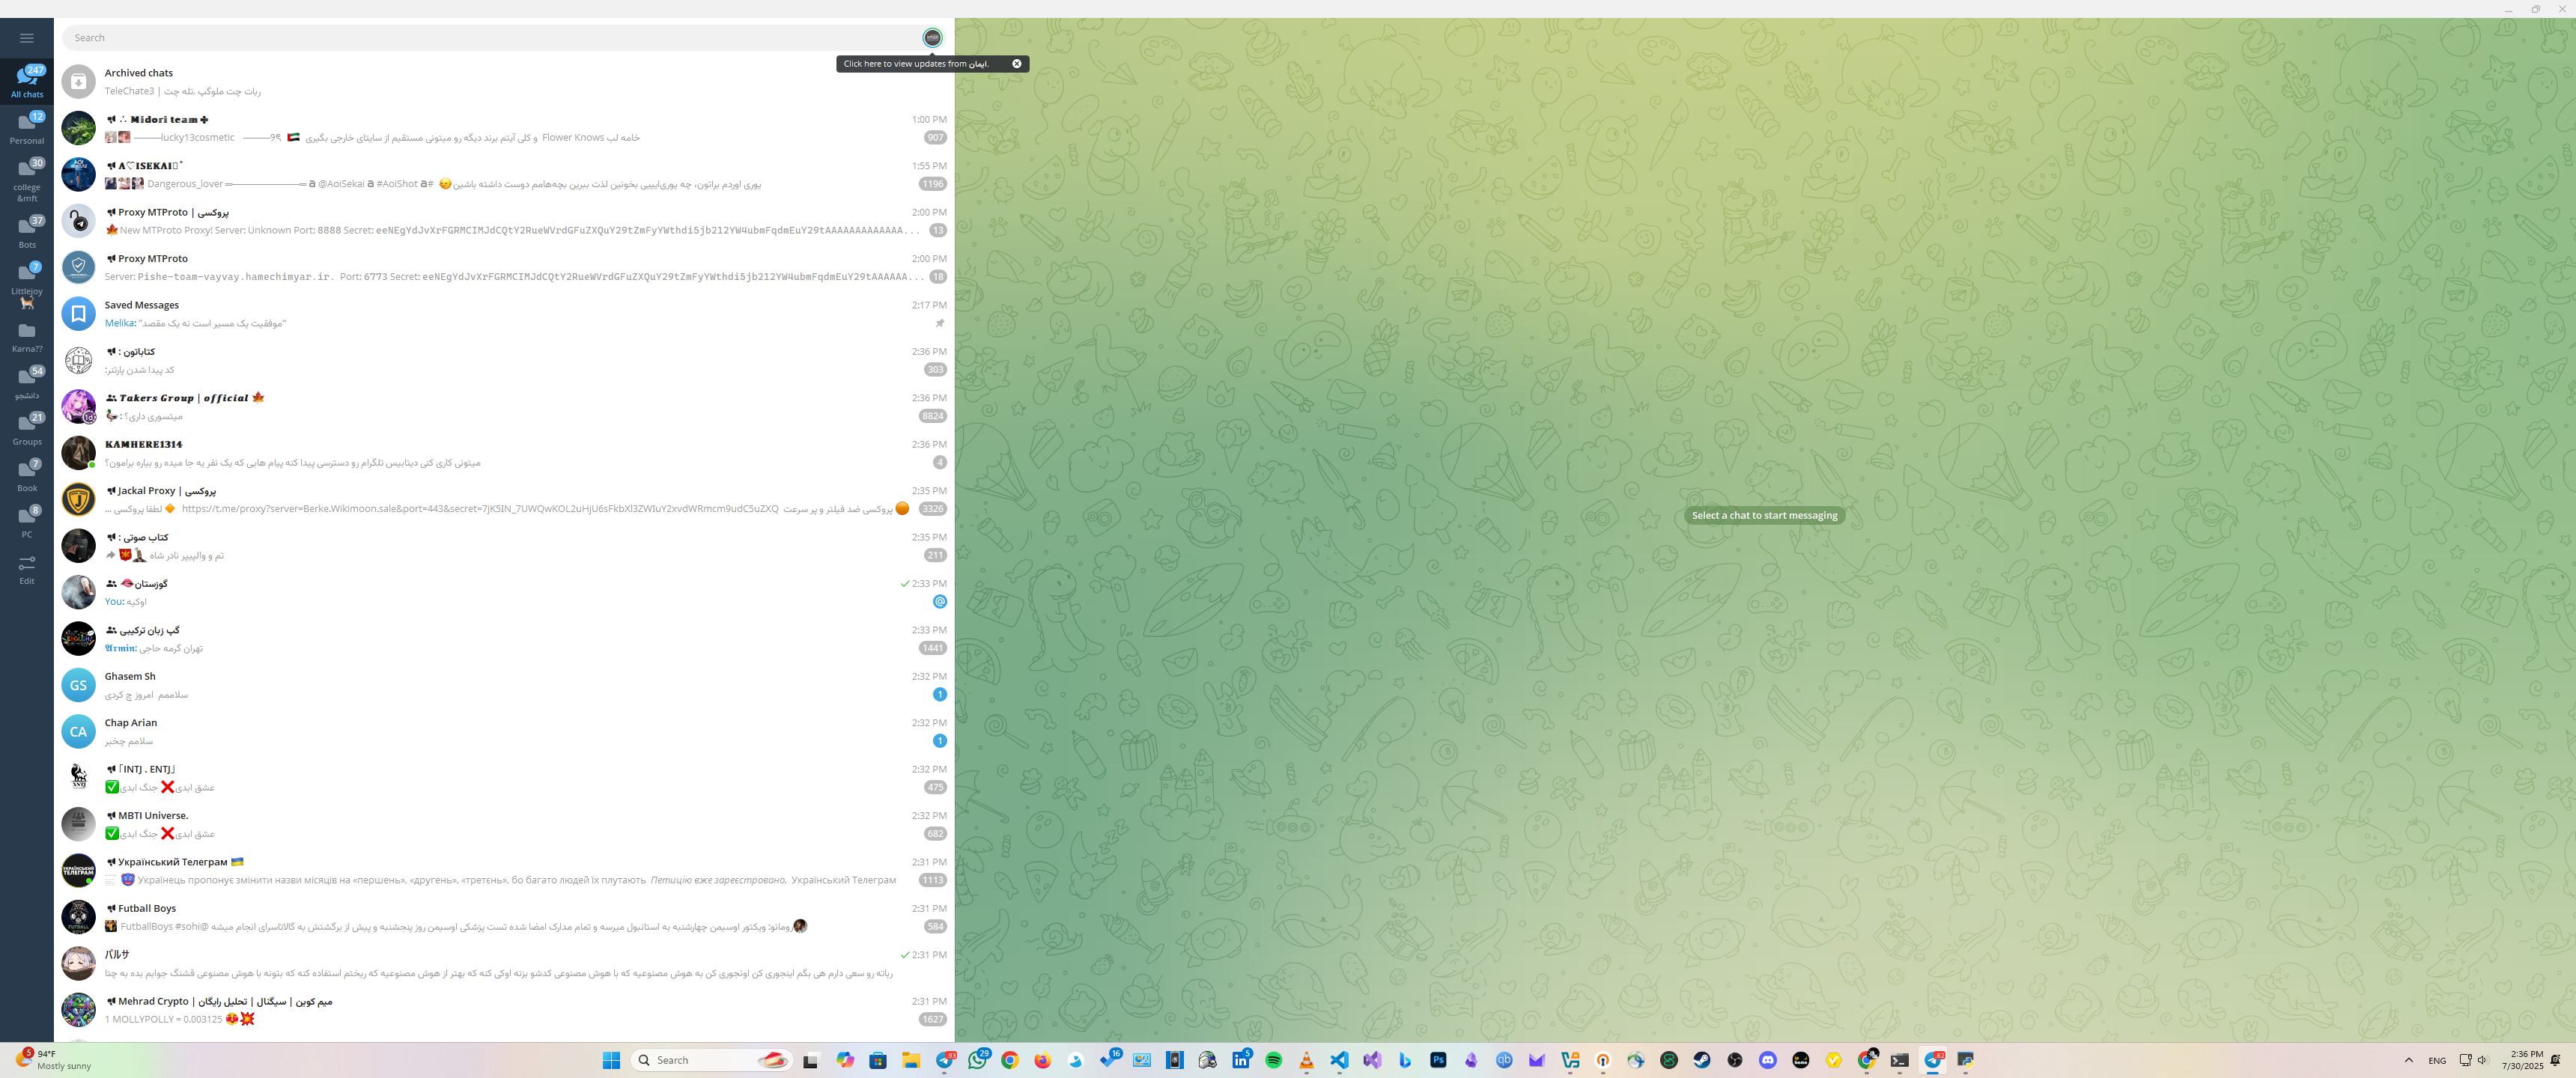 Search
Click here to view updates from ایمان.
247
All chats
12
Personal
30
college
&mft
37
Bots
7
Littlejoy
Karna??
54
دانشجو
21
Groups
7
Book
8
PC
Edit
Archived chats
TeleChate3 | ربات چت ملوگپ ,تله چت
∴ Midori team ✤ 1:00 PM
———lucky13cosmetic ———۹۹ 🇦🇪 و کلی آیتم برند دیگه رو میتونی مستقیم از سایتای خارجی بگیری Flower Knows خامه لب 907
A♡ISEKAI 1:55 PM
Dangerous_lover @AoiSekai a #AoiShot a# 😏 یوری اوردم براتون، چه یوری‌اییبی بخونین لذت ببرین بچه‌هامم دوست داشته باشین 1196
Proxy MTProto | پروکسی 2:00 PM
🍁New MTProto Proxy! Server: Unknown Port: 8888 Secret: eeNEgYdJvXrFGRMCIMJdCQtY2RueWVrdGFuZXQuY29tZmFyYWthdi5jb212YW4ubmFqdmEuY29tAAAAAAAAAAAAA... 13
Proxy MTProto 2:00 PM
Server: Pishe-toam-vayvay.hamechimyar.ir. Port: 6773 Secret: eeNEgYdJvXrFGRMCIMJdCQtY2RueWVrdGFuZXQuY29tZmFyYWthdi5jb212YW4ubmFqdmEuY29tAAAAAA... 18
Saved Messages 2:17 PM
Melika: "موفقیت یک مسیر است نه یک مقصد"
کتاباتون : 2:36 PM
کد پیدا شدن پارتنر: 303
Takers Group | official 🍁 2:36 PM
🦆: میتسوری داری؟ 8824
KAMHERE1314 2:36 PM
میتونی کاری کنی دیتابیس تلگرام رو دسترسی پیدا کنه پیام هایی که یک نفر یه جا میده رو بیاره برامون؟ 4
Jackal Proxy | پروکسی 2:35 PM
... لطفا پروکسی 🔸 https://t.me/proxy?server=Berke.Wikimoon.sale&port=443&secret=7jK5IN_7UWQwKOL2uHjU6sFkbXl3ZWIuY2xvdWRmcm9udC5uZXQ پروکسی ضد فیلتر و پر سرعت 🟠 3326
کتاب صوتی : 2:35 PM
تم و والپیپر نادر شاه 211
گوزستان🫦 2:33 PM
You: اوکیه @
گپ زبان ترکیبی 2:33 PM
Armin: تهران گرمه حاجی 1441
GS
Ghasem Sh 2:32 PM
سلاممم امروز چ کردی 1
CA
Chap Arian 2:32 PM
سلامم چخبر 1
「INTJ . ENTJ」 2:32 PM
✅عشق ابدی❌ جنگ ابدی 475
MBTI Universe. 2:32 PM
✅عشق ابدی❌ جنگ ابدی 682
УКРАЇНСЬКИЙ
ТЕЛЕГРАМ
Український Телеграм 🇺🇦 2:31 PM
Українець пропонує змінити назви місяців на «першень», «другень», «третень», бо багато людей їх плутають Петицію вже зареєстровано. Український Телеграм 1113
Futball Boys 2:31 PM
FutballBoys #sohi@ رومانو: ویکتور اوسیمن چهارشنبه به استانبول میرسه و تمام مدارک امضا شده تست پزشکی اوسیمن روز پنجشنبه و پیش از برگشتش به گالاتاسرای انجام میشه 584
パルサ 2:31 PM
رباته رو سعی دارم هی بگم اینجوری کن اونجوری کن به هوش مصنوعیه که با هوش مصنوعی کدشو بزنه اوکی کنه که بهتر از هوش مصنوعیه که ریختم استفاده کنه که بتونه با هوش مصنوعی قشنگ جوابم بده به چتا
Mehrad Crypto | میم کوین | سیگنال | تحلیل رایگان 2:31 PM
1 MOLLYPOLLY = 0.003125 😍💥 1627
Select a chat to start messaging
5
94°F
Mostly sunny
Search
29
16
5
Ps
qb
62
ENG
2:36 PM
7/30/2025